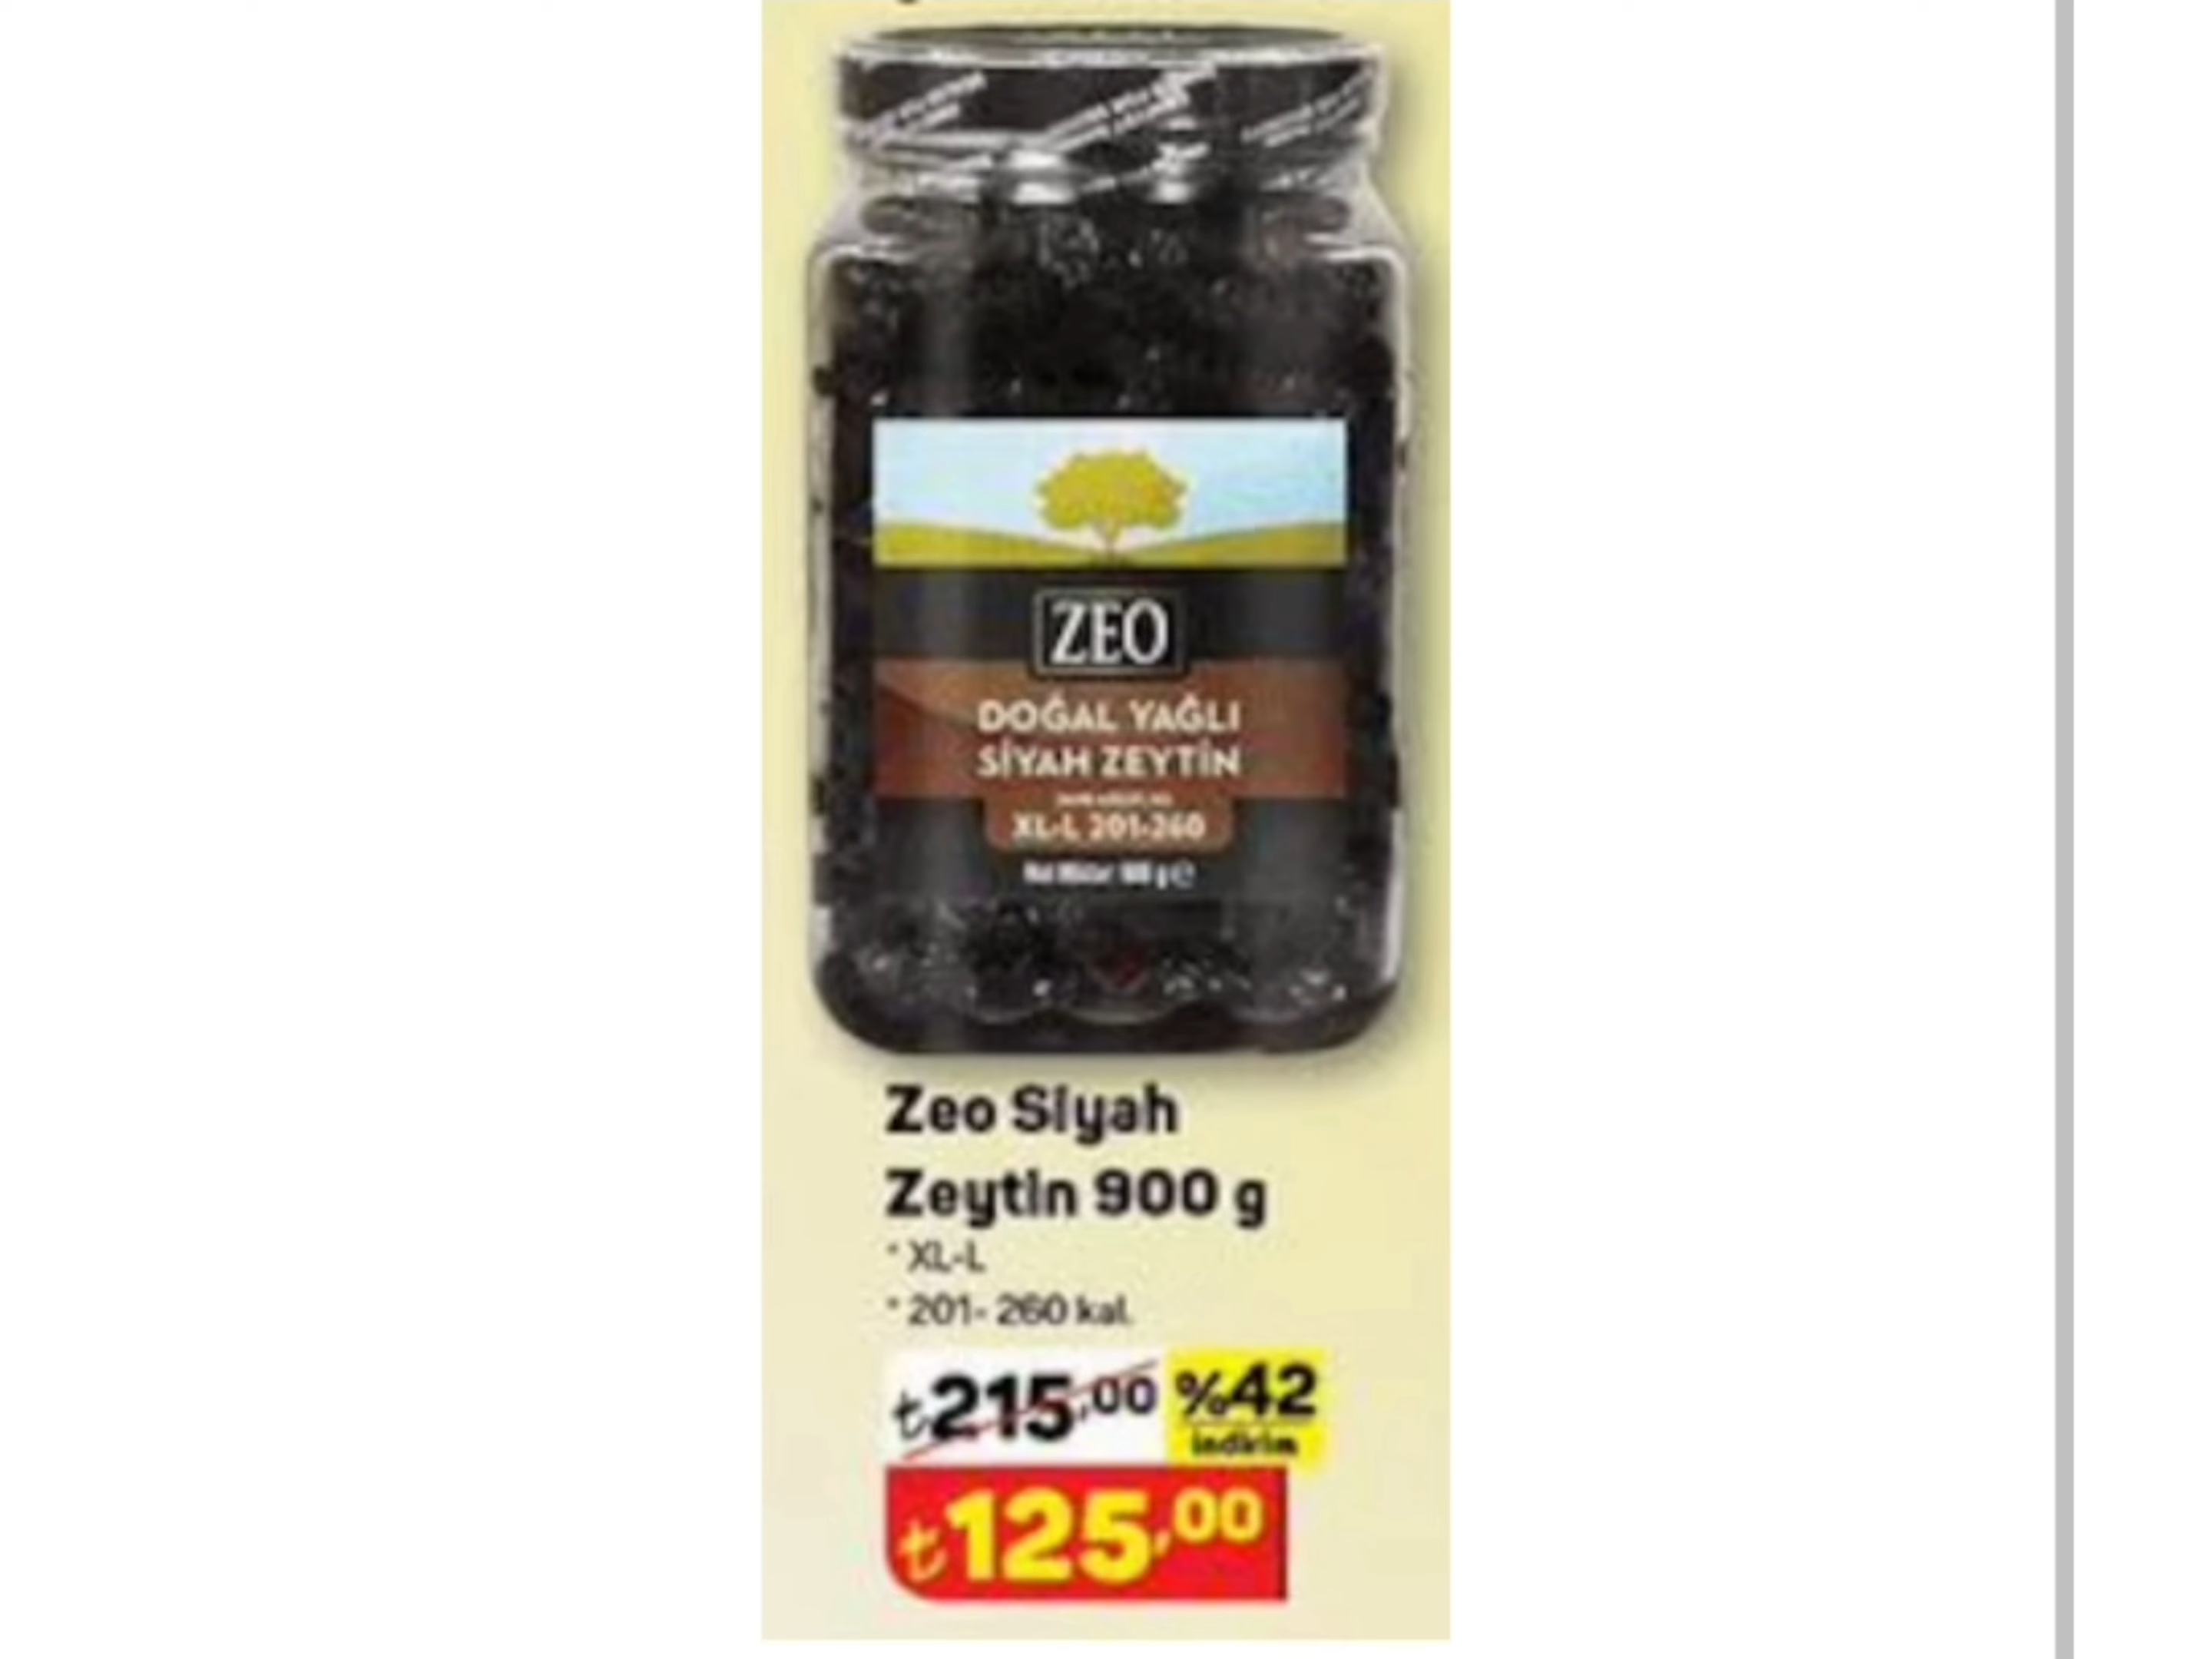 ZEO
DOĞAL YAĞLI
SİYAH ZEYTİN
XL-L 201-260
Zeo Siyah
Zeytin 900 g
* XL-L
* 201- 260 kal.
₺215,00 %42
indirim
₺125,00